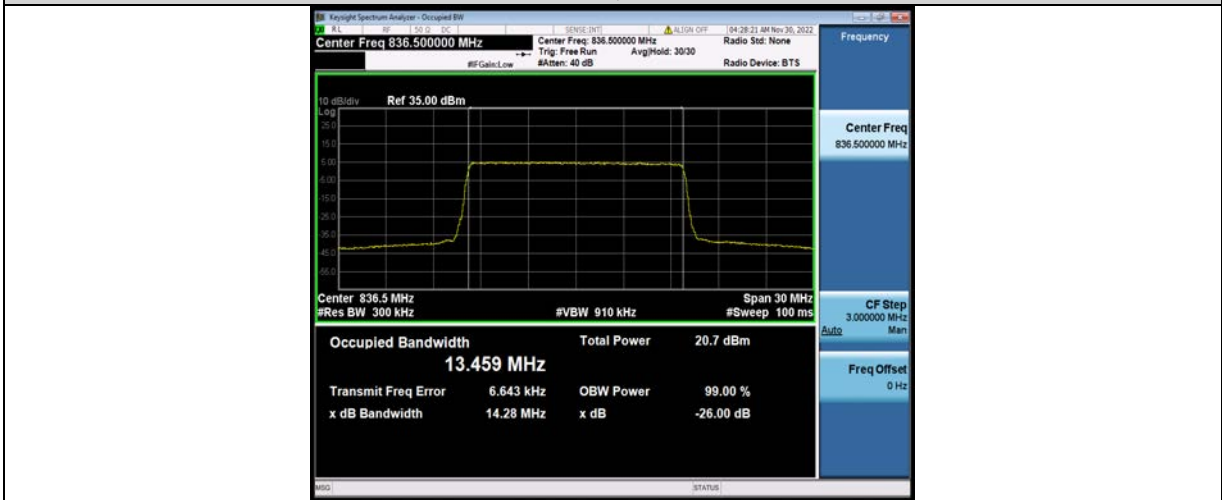 Keysight Spectrum Analyzer - Occupied BW
RL RF 50 Ω DC SENSE:INT ALIGN OFF 04:28:21 AM Nov 30, 2022
Center Freq 836.500000 MHz Center Freq: 836.500000 MHz Radio Std: None
Trig: Free Run Avg|Hold: 30/30
#IFGain:Low #Atten: 40 dB Radio Device: BTS
10 dB/div Ref 35.00 dBm
Log
25.0
15.0
5.00
-5.00
-15.0
-25.0
-35.0
-45.0
-55.0
Center 836.5 MHz Span 30 MHz
#Res BW 300 kHz #VBW 910 kHz #Sweep 100 ms
Occupied Bandwidth Total Power 20.7 dBm
13.459 MHz
Transmit Freq Error 6.643 kHz OBW Power 99.00 %
x dB Bandwidth 14.28 MHz x dB -26.00 dB
MSG STATUS
Frequency
Center Freq
836.500000 MHz
CF Step
3.000000 MHz
Auto Man
Freq Offset
0 Hz